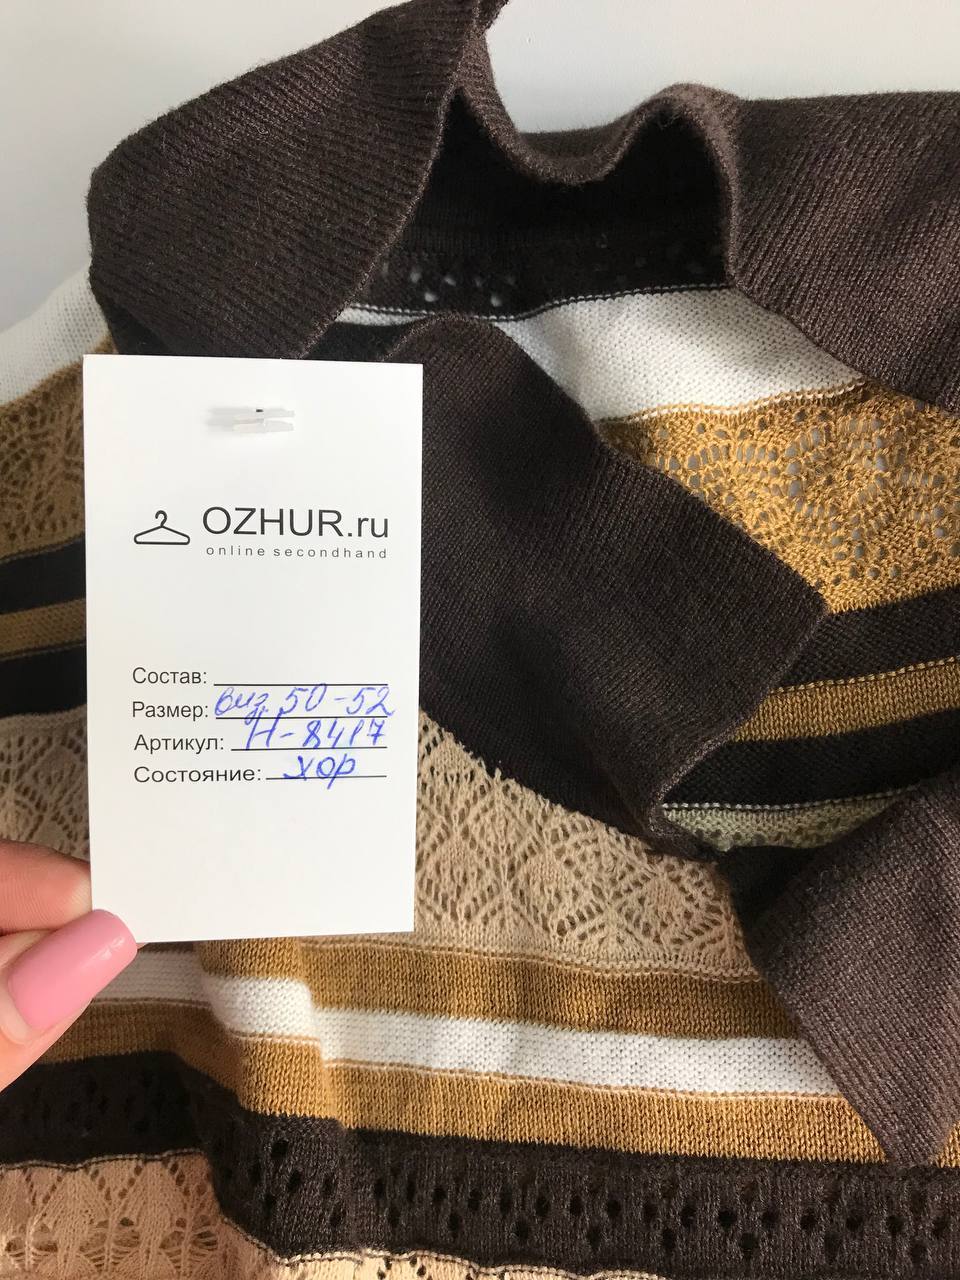 OZHUR.ru
online secondhand
Состав:
Размер: виз. 50-52
Артикул: Н-8417
Состояние: хор